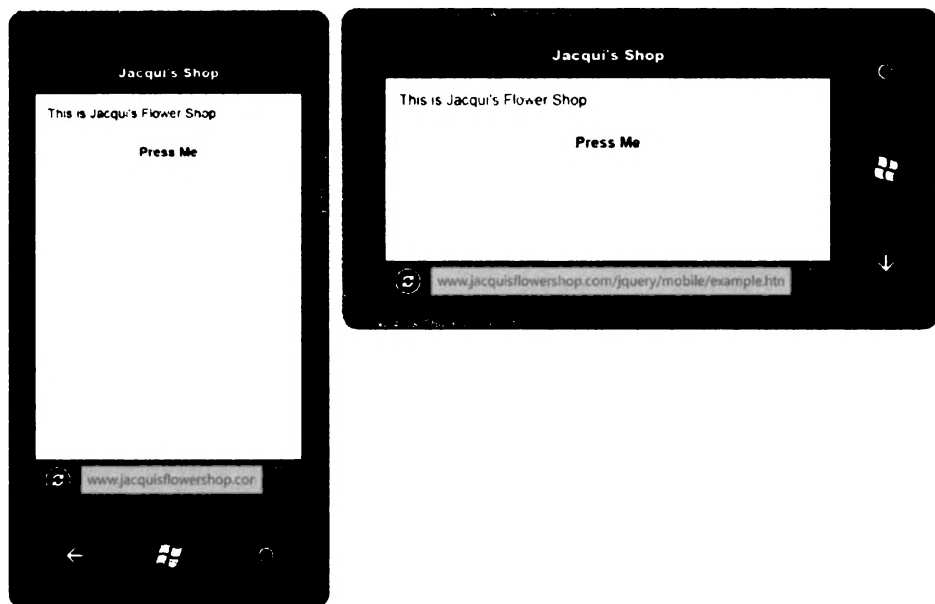 Jacqui's Shop
This is Jacqui's Flower Shop
Press Me
www.jacquisflowershop.cor
Jacqui's Shop
This is Jacqui's Flower Shop
Press Me
www.jacquisflowershop.com/jquery/mobile/example.htn